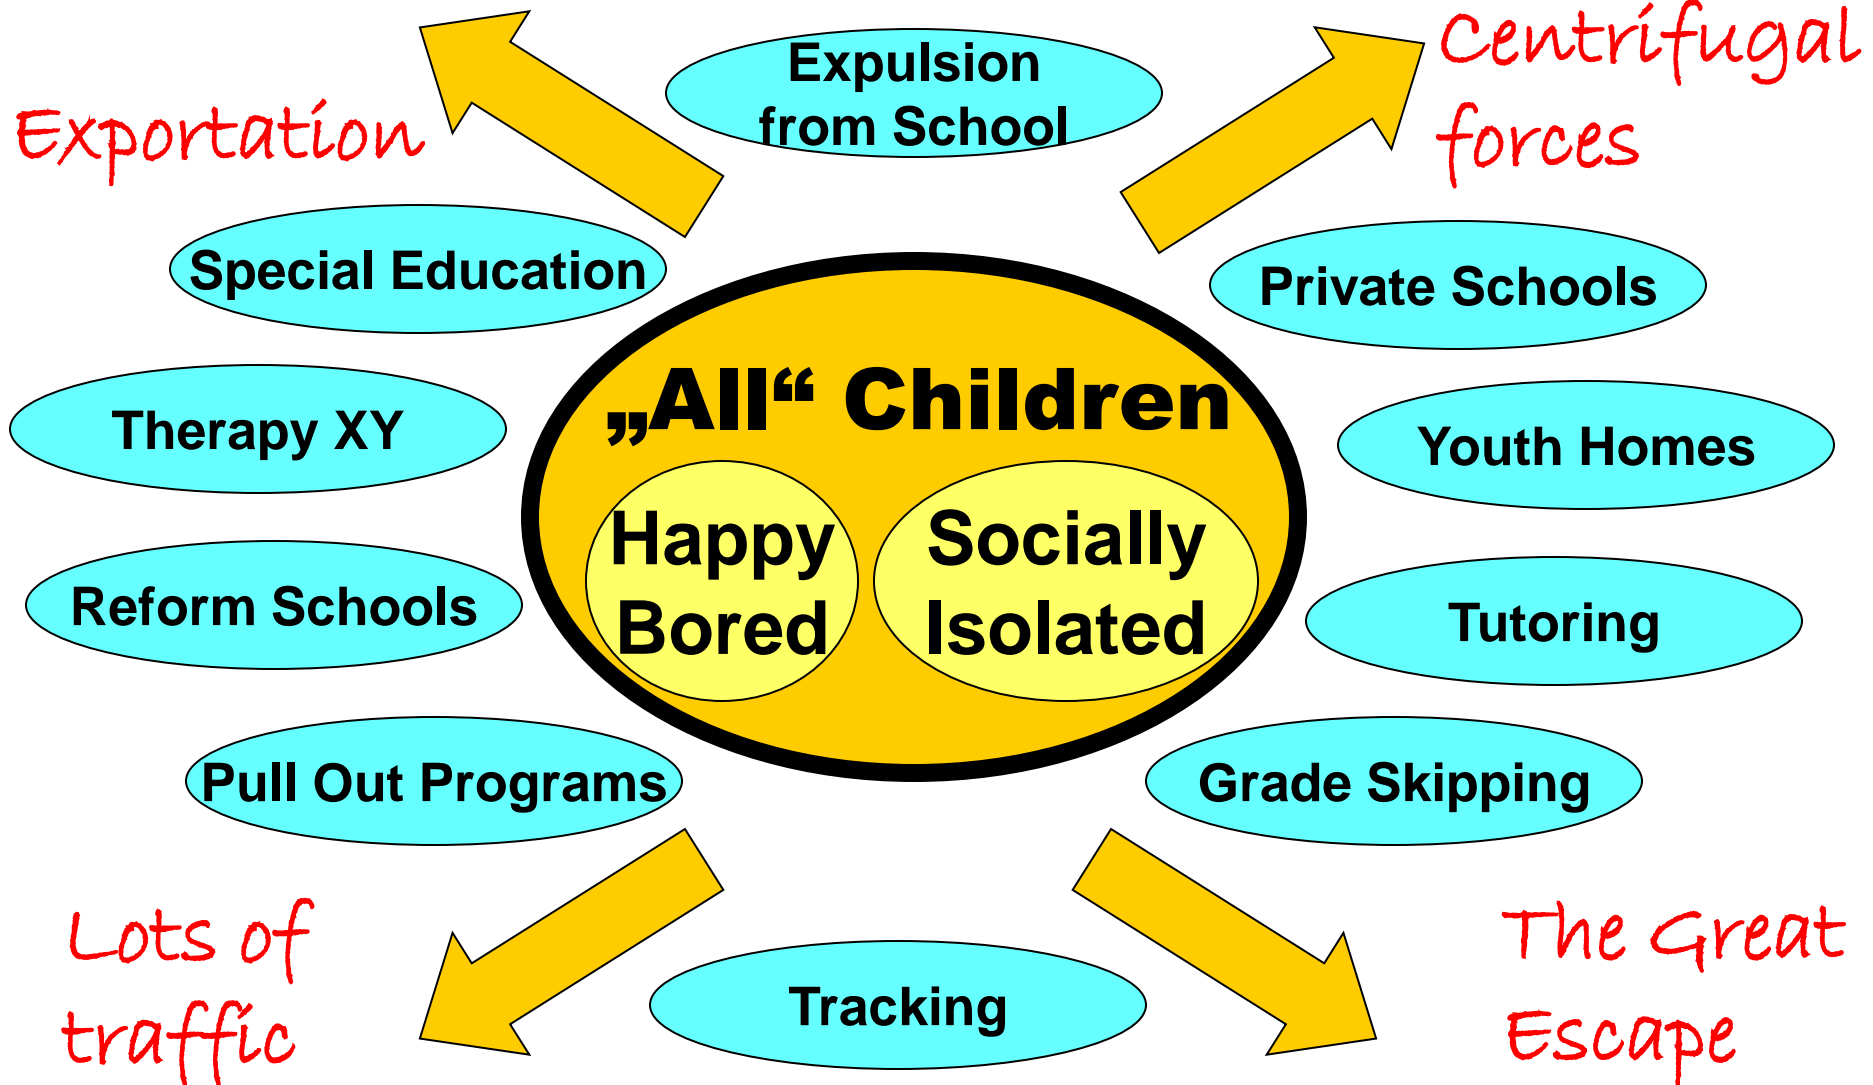 Centrifugal
forces
Expulsion
from School
Exportation
Special Education
Private Schools
„All“ Children
Therapy XY
Youth Homes
Happy
Bored
Socially
Isolated
Reform Schools
Tutoring
Pull Out Programs
Grade Skipping
Lots of
traffic
The Great
Escape
Tracking